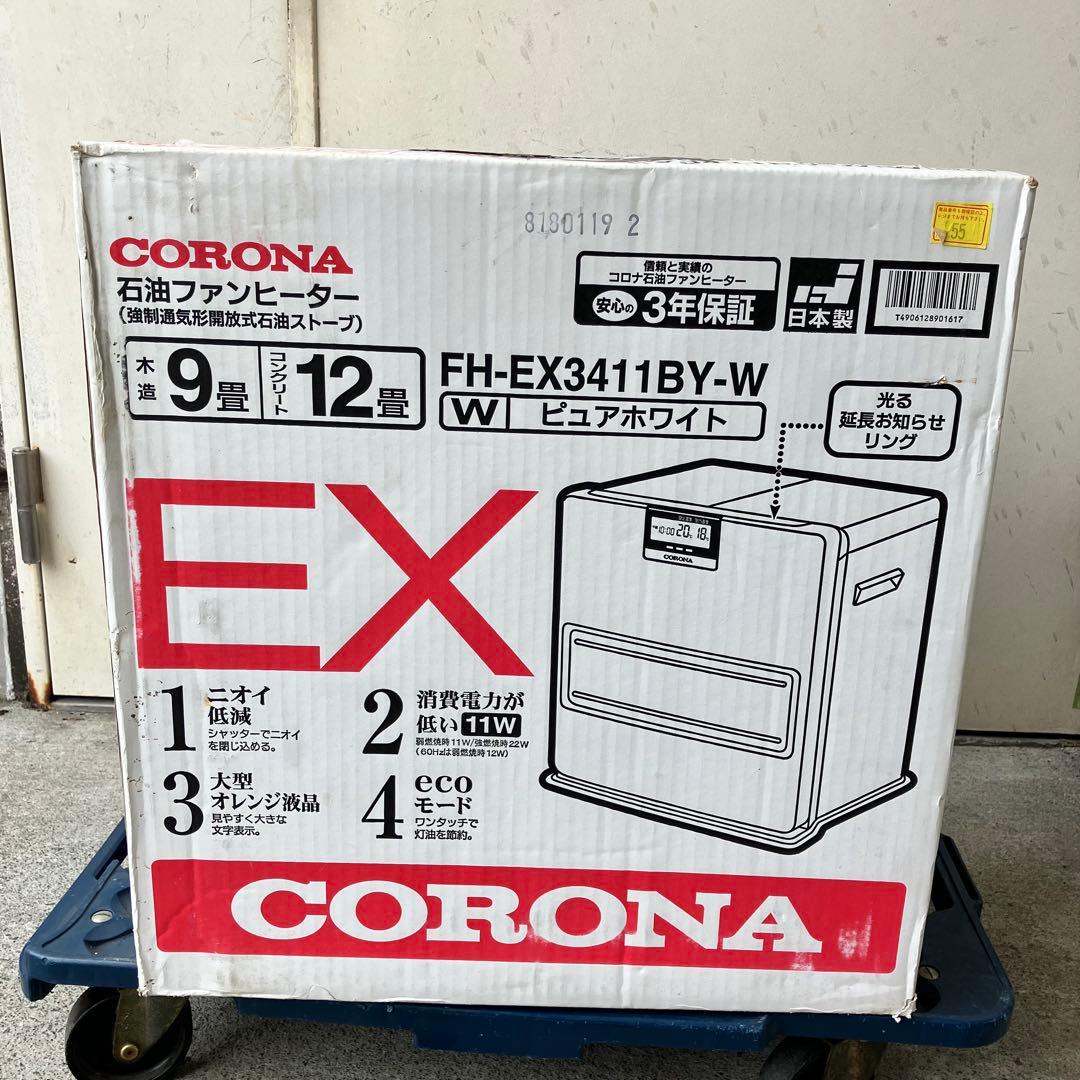 8180119 2
55
CORONA
石油ファンヒーター
(強制通気形開放式石油ストーブ)
信頼と実績の
コロナ石油ファンヒーター
安心の 3年保証
日本製
T4906128901617
木造 9畳 コンクリート 12畳
FH-EX3411BY-W
W ピュアホワイト
光る
延長お知らせ
リング
EX
10:00 20℃ 18℃
CORONA
1 ニオイ
低減
シャッターでニオイ
を閉じ込める。
2 消費電力が
低い 11W
弱燃焼時11W/強燃焼時22W
(60Hzは弱燃焼時12W)
3 大型
オレンジ液晶
見やすく大きな
文字表示。
4 eco
モード
ワンタッチで
灯油を節約。
CORONA